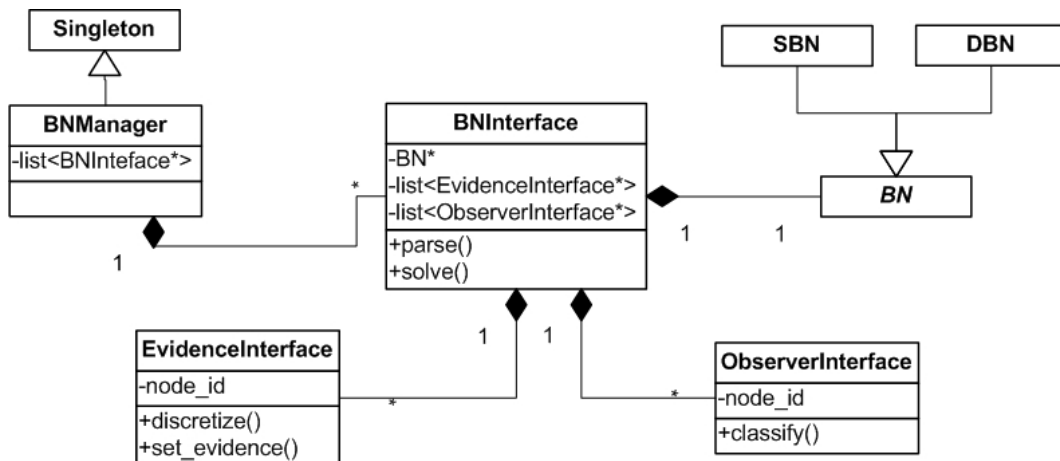 Singleton
SBN
DBN
BNManager
-list<BNInteface*>
BNInterface
-BN*
-list<EvidenceInterface*>
-list<ObserverInterface*>
+parse()
+solve()
BN
*
1
1
1
1
1
EvidenceInterface
-node_id
+discretize()
+set_evidence()
*
ObserverInterface
-node_id
+classify()
*